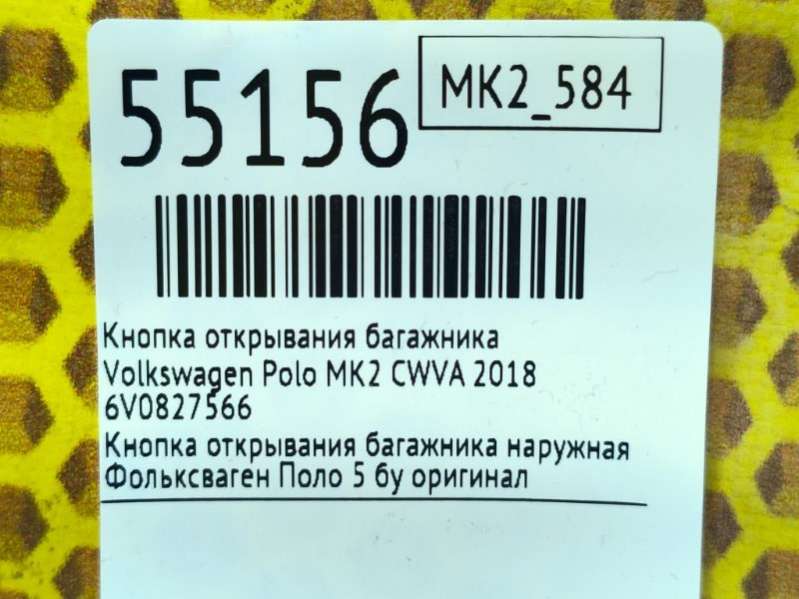 55156
МК2_584
Кнопка открывания багажника
Volkswagen Polo MK2 CWVA 2018
6V0827566
Кнопка открывания багажника наружная
Фольксваген Поло 5 бу оригинал